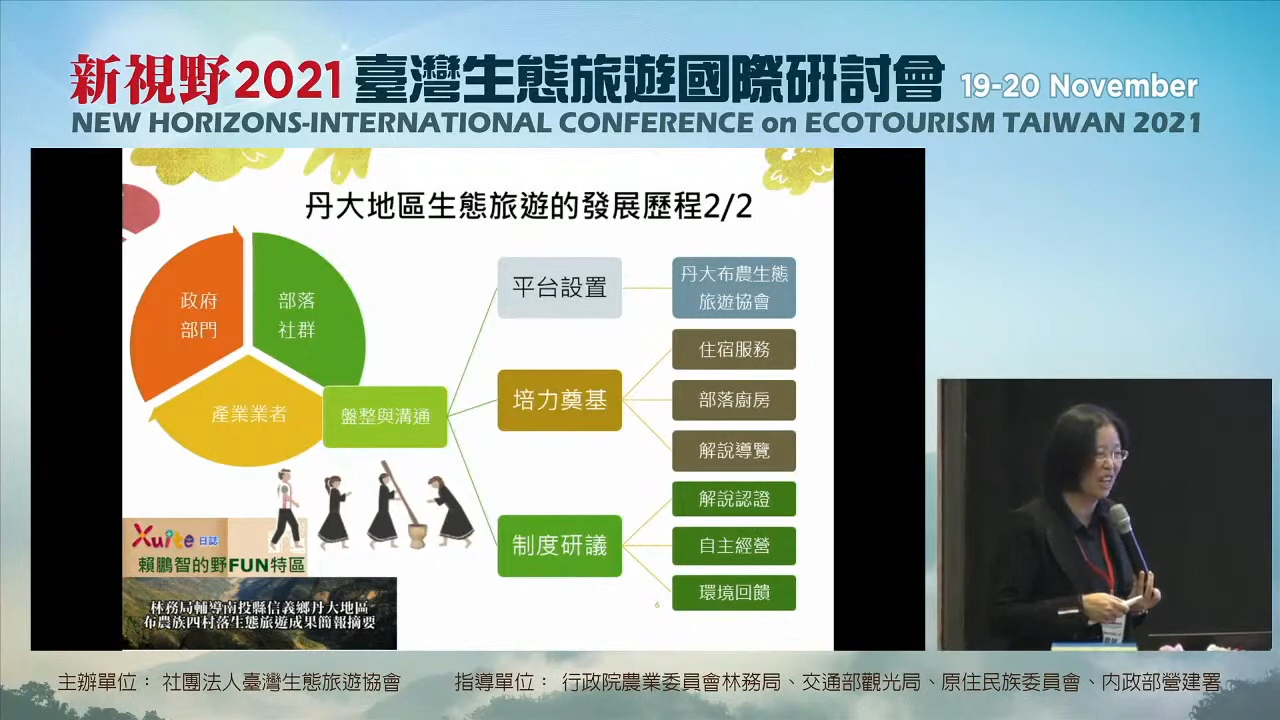 新視野2021 臺灣生態旅遊國際研討會 19-20 November
NEW HORIZONS-INTERNATIONAL CONFERENCE on ECOTOURISM TAIWAN 2021
丹大地區生態旅遊的發展歷程2/2
政府
部門
部落
社群
產業業者
盤整與溝通
平台設置
丹大布農生態
旅遊協會
培力奠基
住宿服務
部落廚房
解說導覽
制度研議
解說認證
自主經營
環境回饋
6
Xuite日誌
賴鵬智的野FUN特區
林務局輔導南投縣信義鄉丹大地區
布農族四村落生態旅遊成果簡報摘要
主辦單位： 社團法人臺灣生態旅遊協會
指導單位： 行政院農業委員會林務局、交通部觀光局、原住民族委員會、內政部營建署